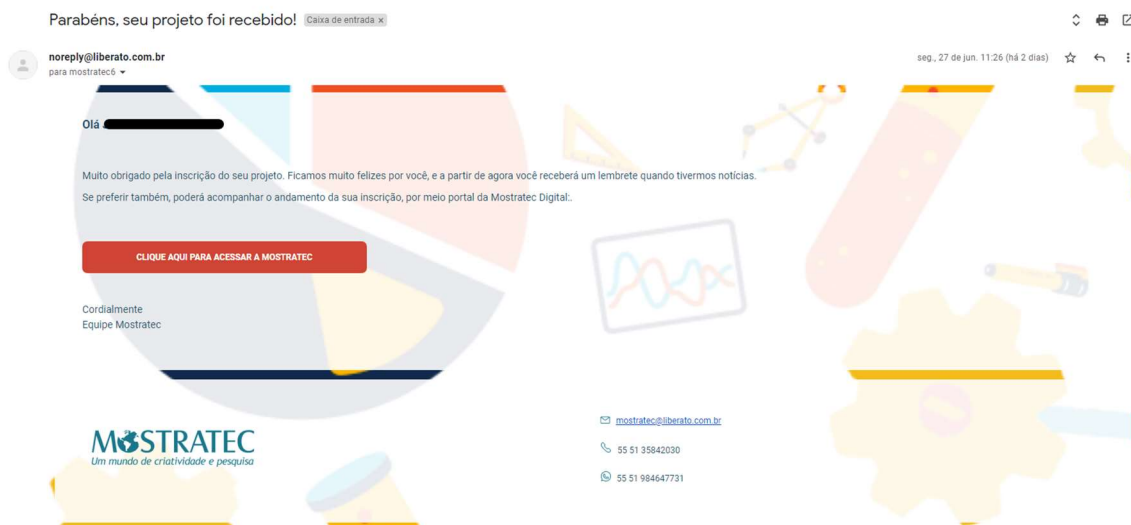 Parabéns, seu projeto foi recebido! Caixa de entrada x
noreply@liberato.com.br
seg., 27 de jun. 11:26 (há 2 dias)
para mostratec6
Olá
Muito obrigado pela inscrição do seu projeto. Ficamos muito felizes por você, e a partir de agora você receberá um lembrete quando tivermos notícias.
Se preferir também, poderá acompanhar o andamento da sua inscrição, por meio portal da Mostratec Digital:.
CLIQUE AQUI PARA ACESSAR A MOSTRATEC
Cordialmente
Equipe Mostratec
MOSTRATEC
Um mundo de criatividade e pesquisa
mostratec@liberato.com.br
55 51 35842030
55 51 984647731